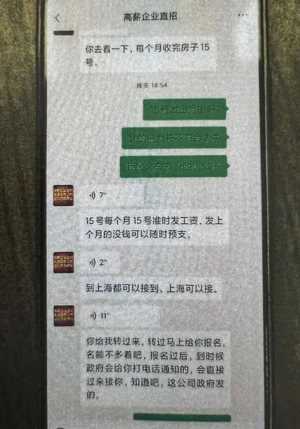 高薪企业直招
你去看一下，每个月收完房子15
号。
昨天 18:54
7"
15号每个月15号准时发工资，发上
个月的没钱可以随时预支。
2"
到上海都可以接到，上海可以接。
11"
你给我转过来，转过马上给你报名，
名能不多着吧，报名过后，到时候
政府会给你打电话通知的，会直接
过来接你，知道吧，这公司政府发
的。